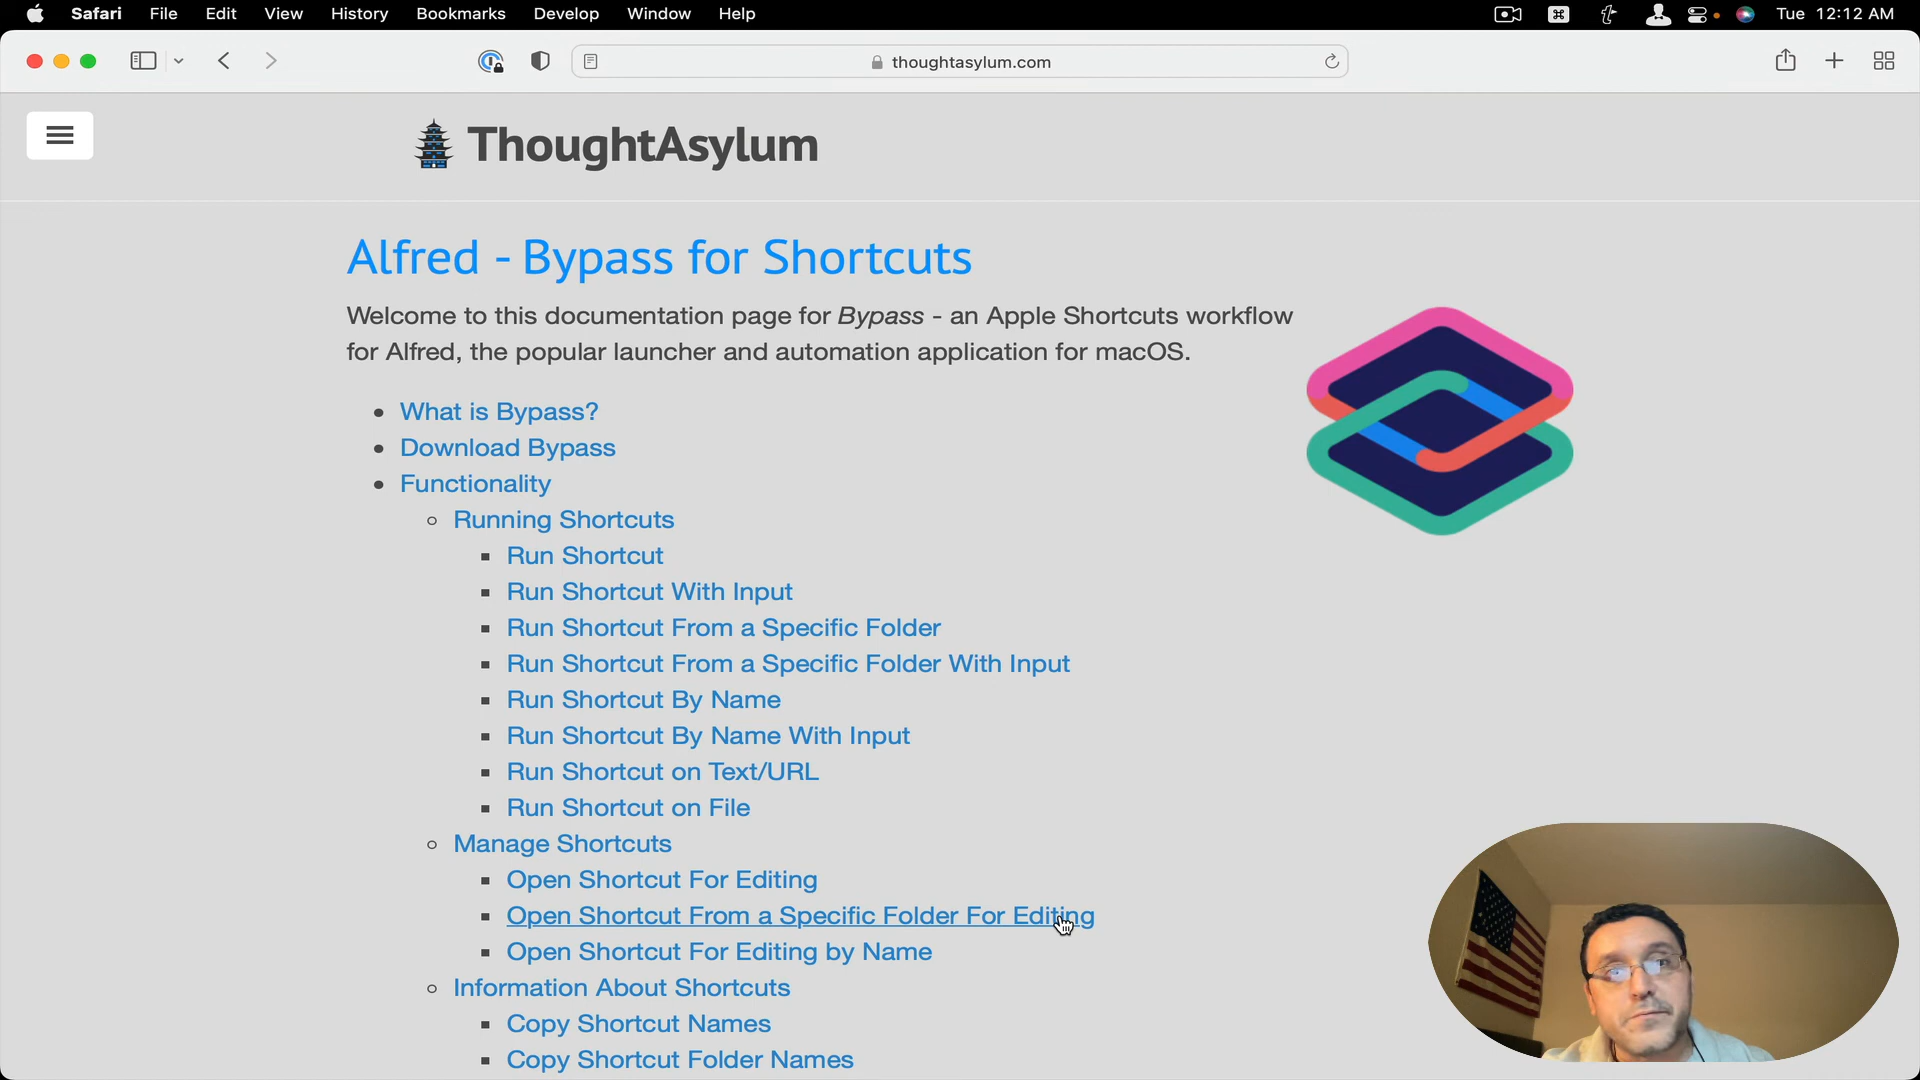 Safari File Edit View History Bookmarks Develop Window Help Tue 12:12 AM
thoughtasylum.com
ThoughtAsylum
Alfred - Bypass for Shortcuts
Welcome to this documentation page for Bypass - an Apple Shortcuts workflow
for Alfred, the popular launcher and automation application for macOS.
What is Bypass?
Download Bypass
Functionality
Running Shortcuts
Run Shortcut
Run Shortcut With Input
Run Shortcut From a Specific Folder
Run Shortcut From a Specific Folder With Input
Run Shortcut By Name
Run Shortcut By Name With Input
Run Shortcut on Text/URL
Run Shortcut on File
Manage Shortcuts
Open Shortcut For Editing
Open Shortcut From a Specific Folder For Editing
Open Shortcut For Editing by Name
Information About Shortcuts
Copy Shortcut Names
Copy Shortcut Folder Names